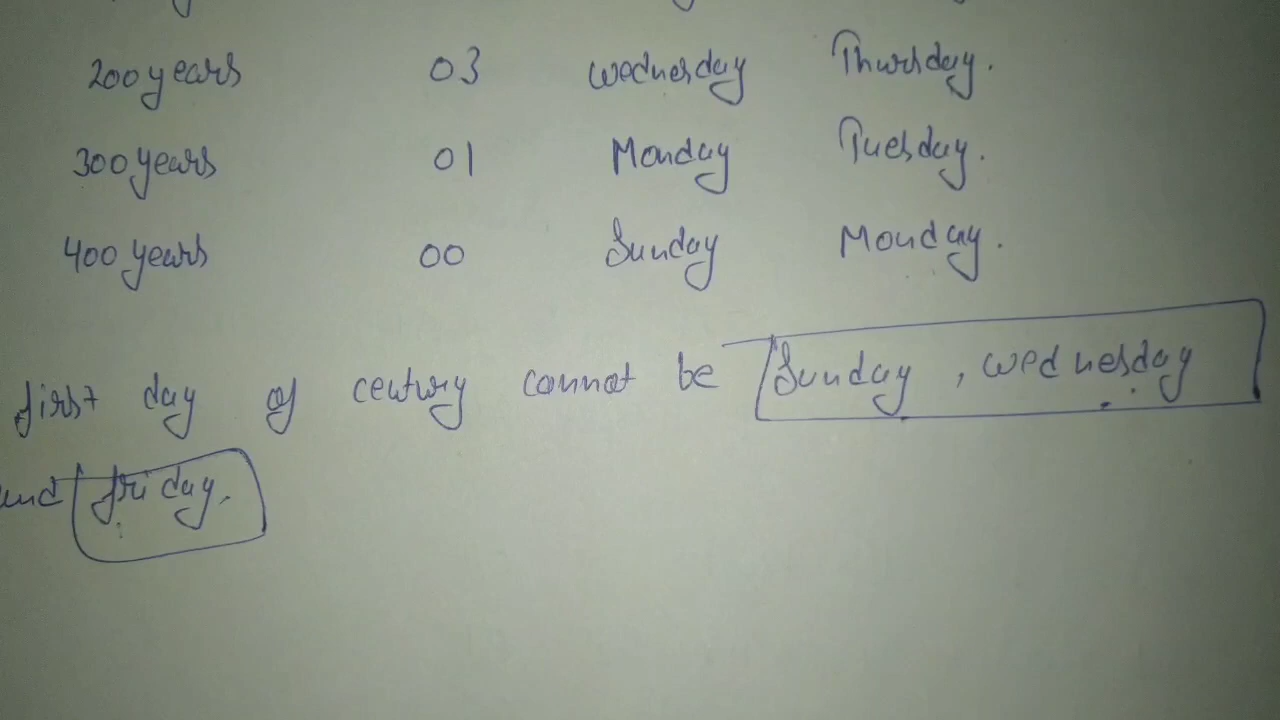 200 years 03 Wednesday Thursday.
300 years 01 Monday Tuesday.
400 years 00 Sunday Monday.
first day of century cannot be Sunday, Wednesday
and friday.